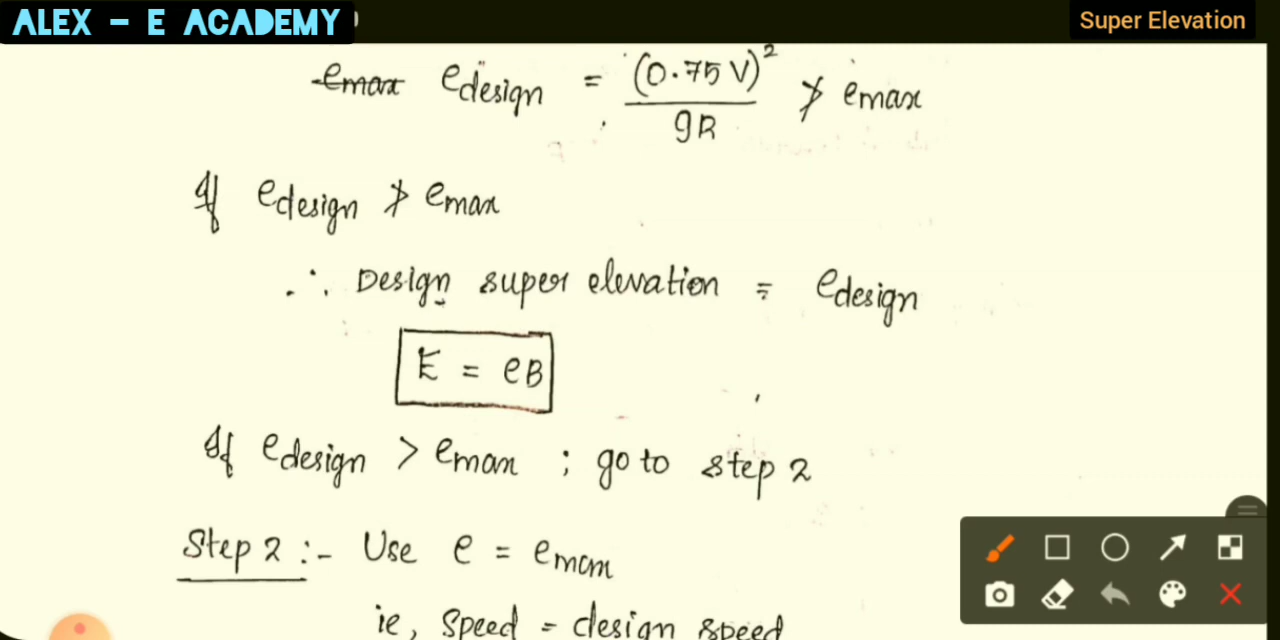 ALEX - E ACADEMY
Super Elevation
emax edesign = (0.75 V)² / gR ≯ emax
If edesign ≯ emax
∴ Design super elevation = edesign
E = eB
If edesign > emax ; go to step 2
Step 2 :- Use e = emax
ie, speed = design speed